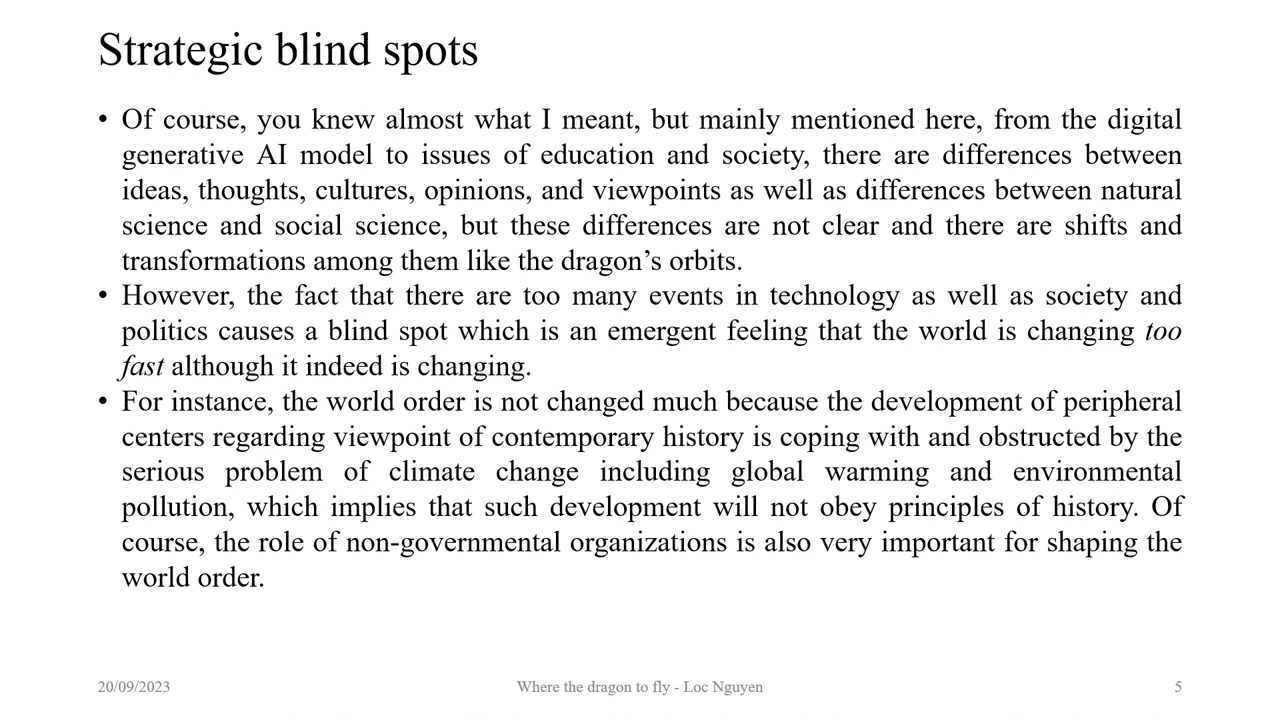 Strategic blind spots
• Of course, you knew almost what I meant, but mainly mentioned here, from the digital
generative AI model to issues of education and society, there are differences between
ideas, thoughts, cultures, opinions, and viewpoints as well as differences between natural
science and social science, but these differences are not clear and there are shifts and
transformations among them like the dragon’s orbits.
• However, the fact that there are too many events in technology as well as society and
politics causes a blind spot which is an emergent feeling that the world is changing too
fast although it indeed is changing.
• For instance, the world order is not changed much because the development of peripheral
centers regarding viewpoint of contemporary history is coping with and obstructed by the
serious problem of climate change including global warming and environmental
pollution, which implies that such development will not obey principles of history. Of
course, the role of non-governmental organizations is also very important for shaping the
world order.
20/09/2023
Where the dragon to fly - Loc Nguyen
5